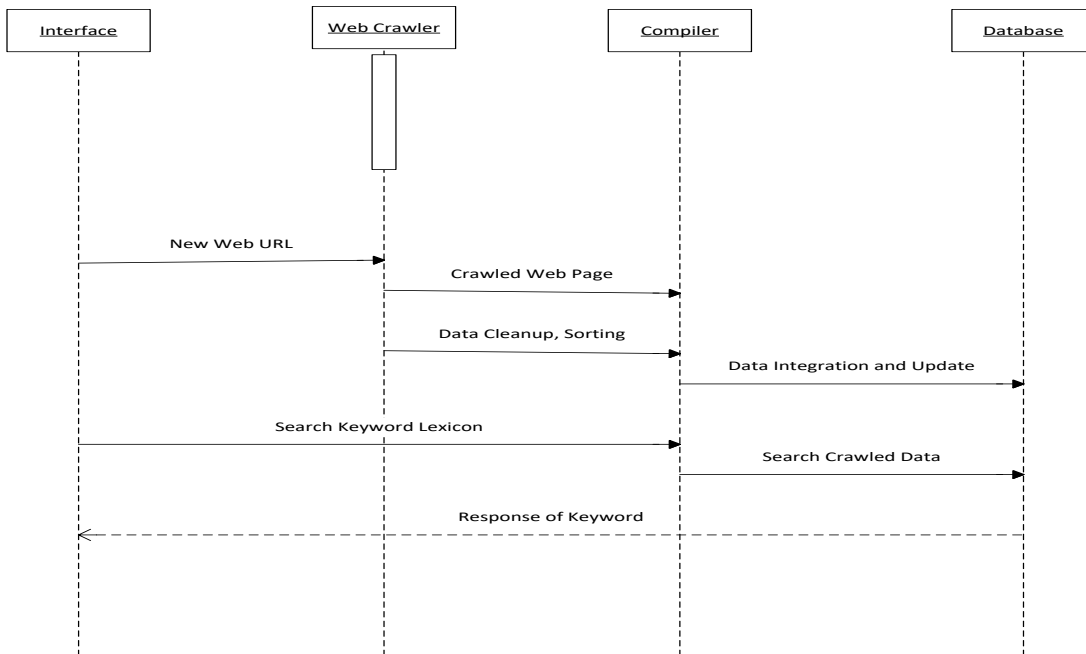 Interface
Web Crawler
Compiler
Database
New Web URL
Crawled Web Page
Data Cleanup, Sorting
Data Integration and Update
Search Keyword Lexicon
Search Crawled Data
Response of Keyword